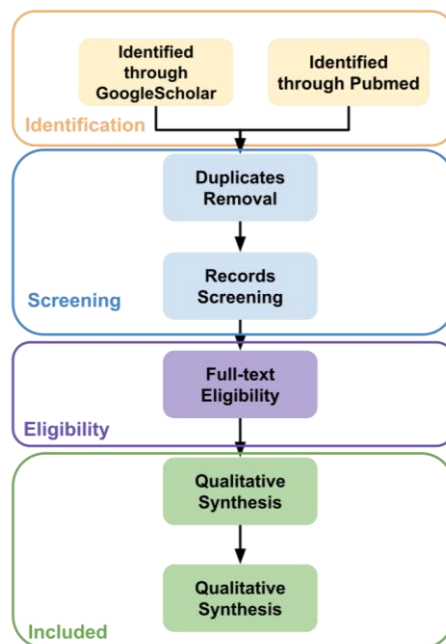 Identified
through
GoogleScholar
Identified
through Pubmed
Identification
Duplicates
Removal
Records
Screening
Screening
Full-text
Eligibility
Eligibility
Qualitative
Synthesis
Qualitative
Synthesis
Included